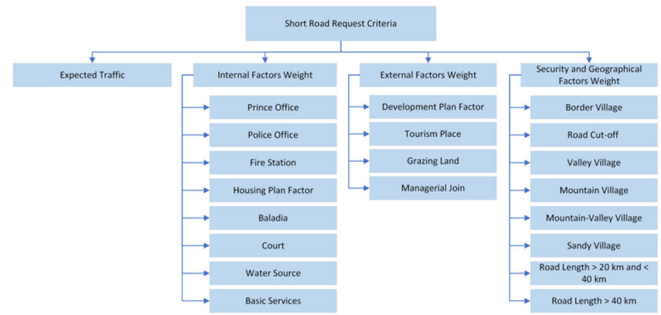 Short Road Request Criteria
Expected Traffic
Internal Factors Weight
Prince Office
Police Office
Fire Station
Housing Plan Factor
Baladia
Court
Water Source
Basic Services
External Factors Weight
Development Plan Factor
Tourism Place
Grazing Land
Managerial Join
Security and Geographical
Factors Weight
Border Village
Road Cut-off
Valley Village
Mountain Village
Mountain-Valley Village
Sandy Village
Road Length > 20 km and <
40 km
Road Length > 40 km